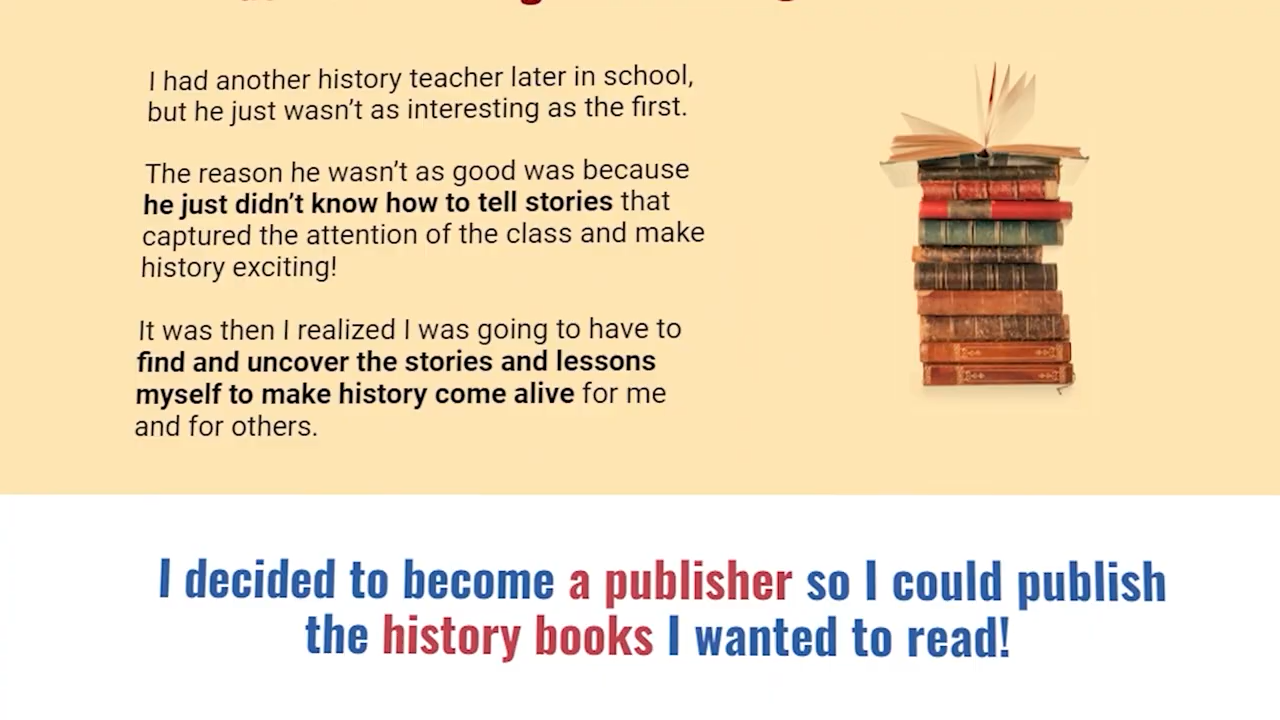 I had another history teacher later in school,
but he just wasn't as interesting as the first.
The reason he wasn't as good was because
he just didn't know how to tell stories that
captured the attention of the class and make
history exciting!
It was then I realized I was going to have to
find and uncover the stories and lessons
myself to make history come alive for me
and for others.
I decided to become a publisher so I could publish
the history books I wanted to read!